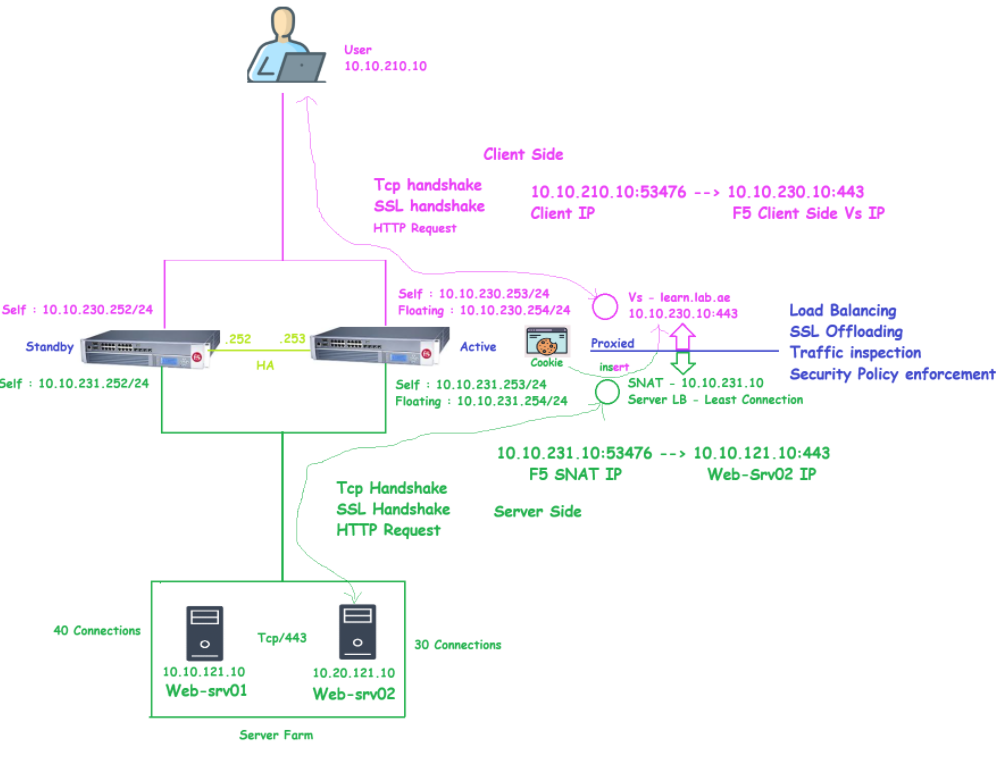 User
10.10.210.10
Client Side
Tcp handshake
SSL handshake
HTTP Request
10.10.210.10:53476 --> 10.10.230.10:443
Client IP
F5 Client Side Vs IP
Self : 10.10.230.252/24
Self : 10.10.230.253/24
Floating : 10.10.230.254/24
Vs - learn.lab.ae
10.10.230.10:443
Load Balancing
SSL Offloading
Traffic inspection
Security Policy enforcement
Standby
.252
.253
HA
Active
Cookie
Proxied
insert
Self : 10.10.231.252/24
Self : 10.10.231.253/24
Floating : 10.10.231.254/24
SNAT - 10.10.231.10
Server LB - Least Connection
10.10.231.10:53476 --> 10.10.121.10:443
F5 SNAT IP
Web-Srv02 IP
Tcp Handshake
SSL Handshake
HTTP Request
Server Side
40 Connections
Tcp/443
30 Connections
10.10.121.10
Web-srv01
10.20.121.10
Web-srv02
Server Farm